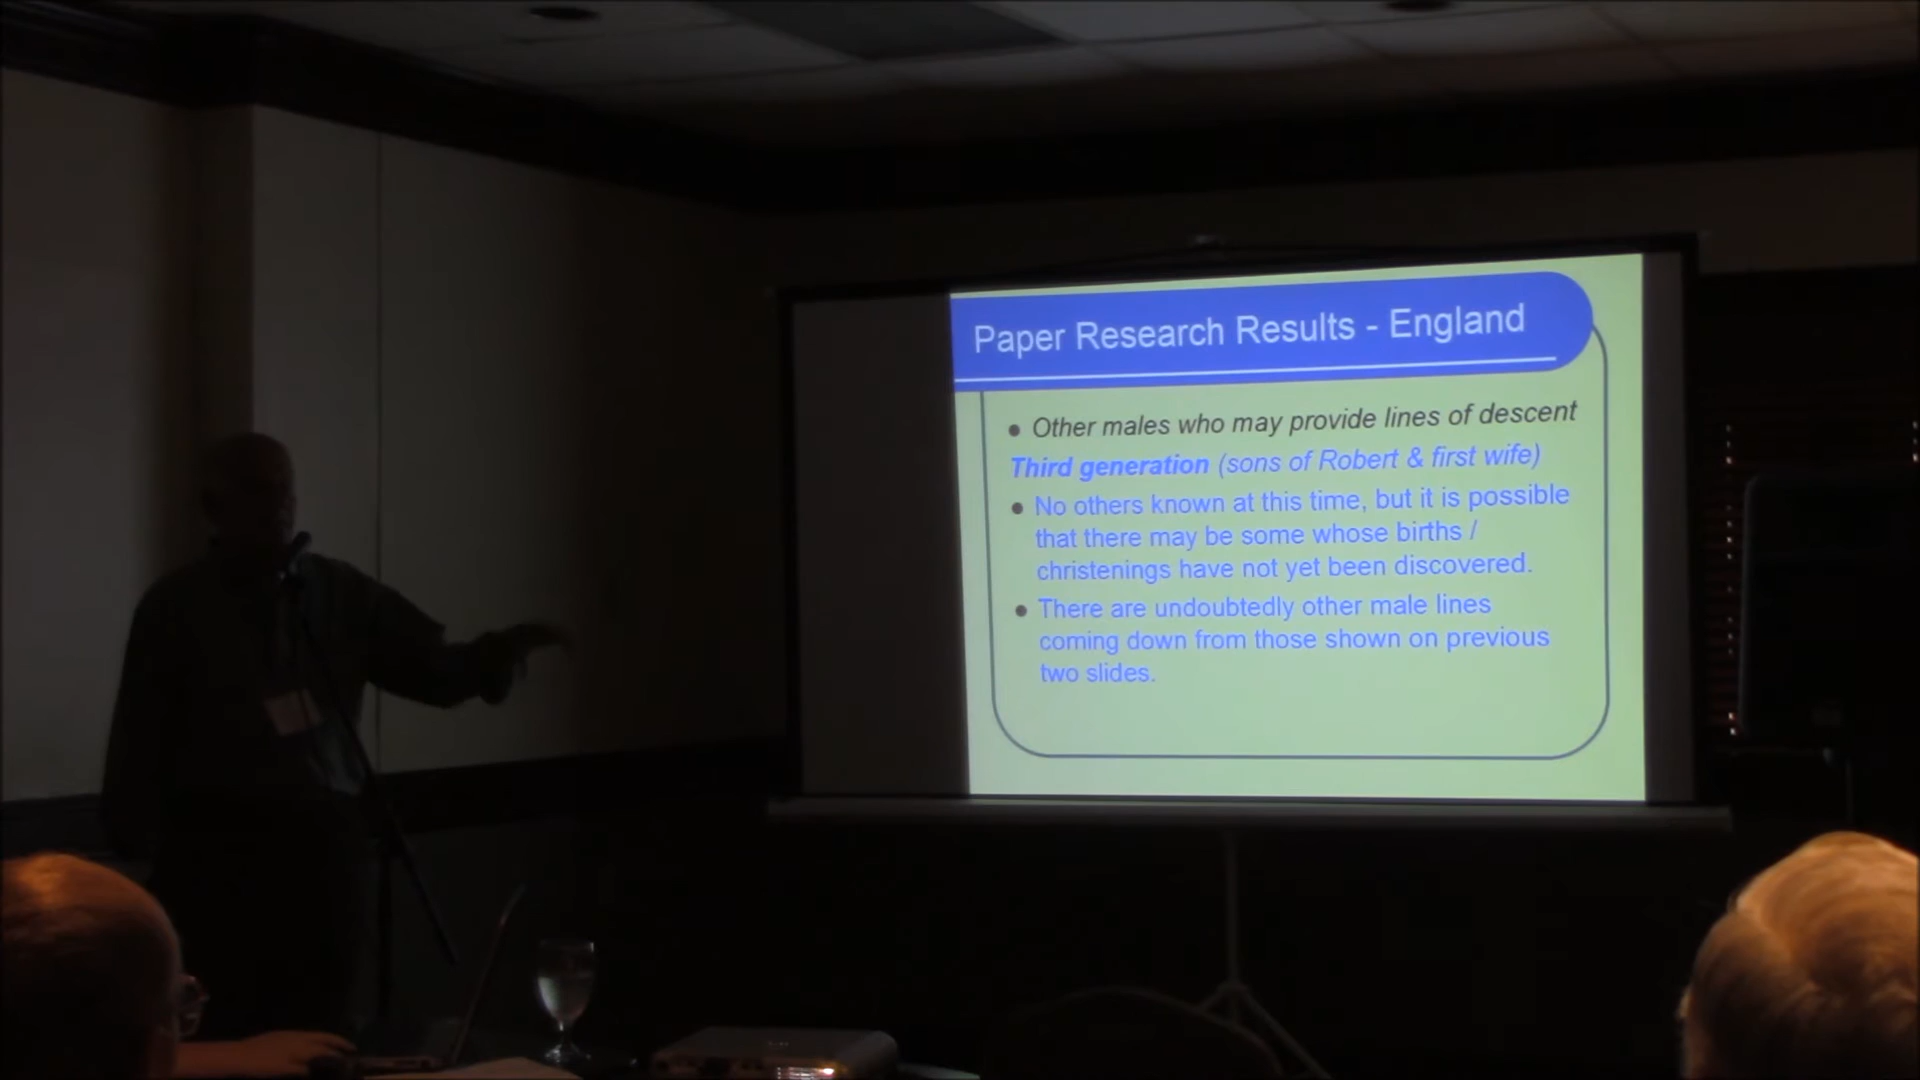 Paper Research Results - England
Other males who may provide lines of descent
Third generation (sons of Robert & first wife)
No others known at this time, but it is possible
that there may be some whose births /
christenings have not yet been discovered.
There are undoubtedly other male lines
coming down from those shown on previous
two slides.